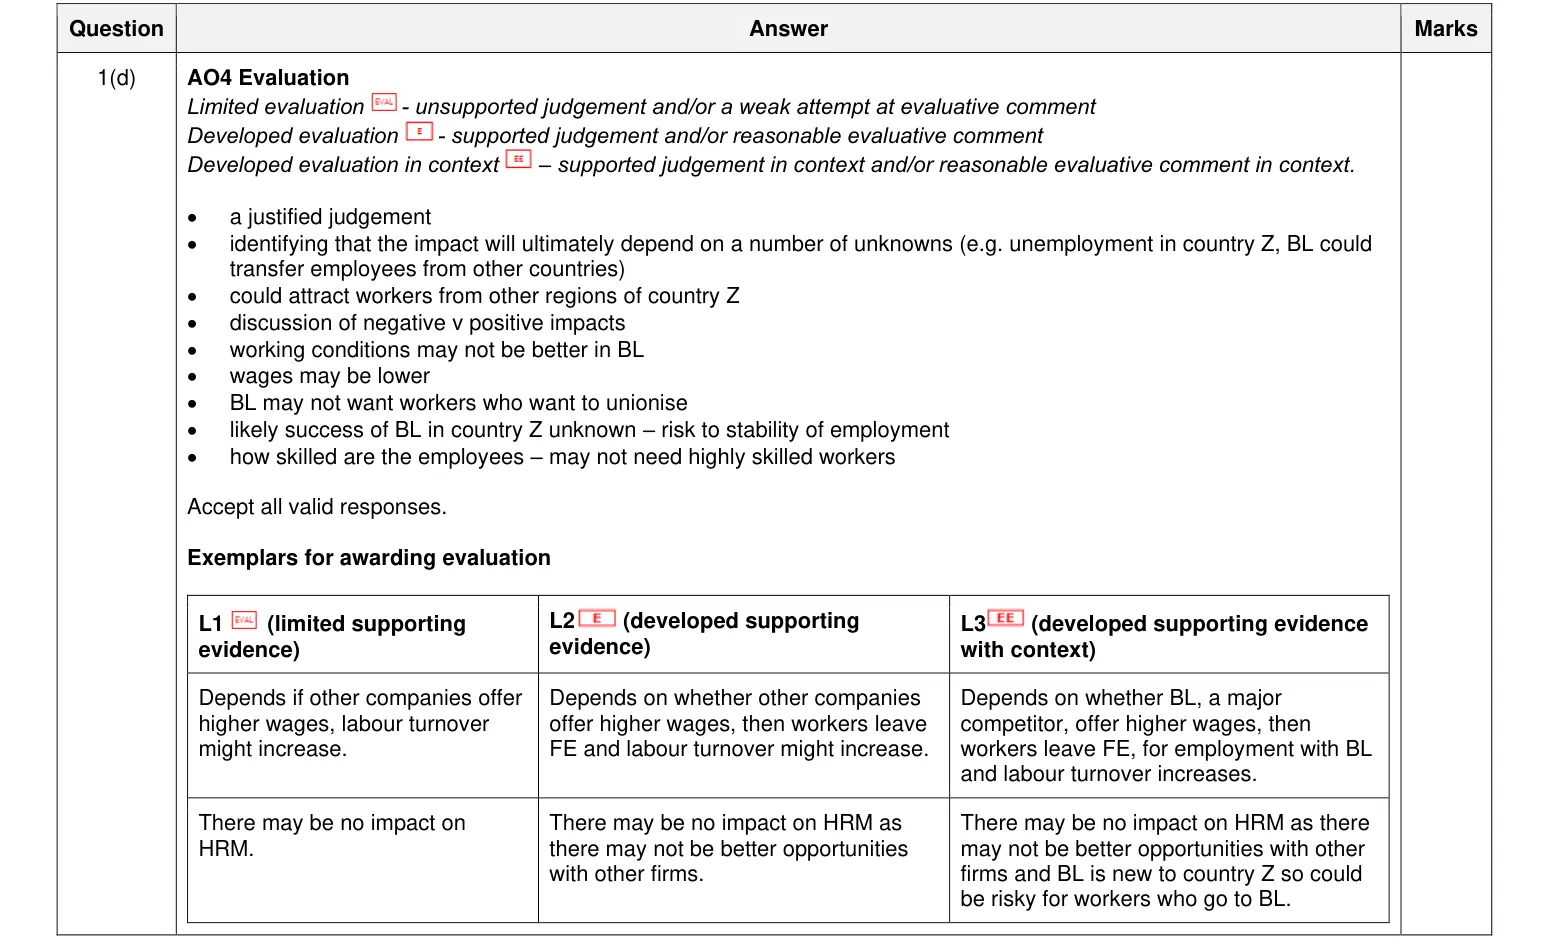 Question Answer Marks
1(d) AO4 Evaluation
Limited evaluation EVAL - unsupported judgement and/or a weak attempt at evaluative comment
Developed evaluation E - supported judgement and/or reasonable evaluative comment
Developed evaluation in context EE – supported judgement in context and/or reasonable evaluative comment in context.
• a justified judgement
• identifying that the impact will ultimately depend on a number of unknowns (e.g. unemployment in country Z, BL could
transfer employees from other countries)
• could attract workers from other regions of country Z
• discussion of negative v positive impacts
• working conditions may not be better in BL
• wages may be lower
• BL may not want workers who want to unionise
• likely success of BL in country Z unknown – risk to stability of employment
• how skilled are the employees – may not need highly skilled workers
Accept all valid responses.
Exemplars for awarding evaluation
L1 EVAL (limited supporting
evidence)
L2 E (developed supporting
evidence)
L3 EE (developed supporting evidence
with context)
Depends if other companies offer
higher wages, labour turnover
might increase.
Depends on whether other companies
offer higher wages, then workers leave
FE and labour turnover might increase.
Depends on whether BL, a major
competitor, offer higher wages, then
workers leave FE, for employment with BL
and labour turnover increases.
There may be no impact on
HRM.
There may be no impact on HRM as
there may not be better opportunities
with other firms.
There may be no impact on HRM as there
may not be better opportunities with other
firms and BL is new to country Z so could
be risky for workers who go to BL.